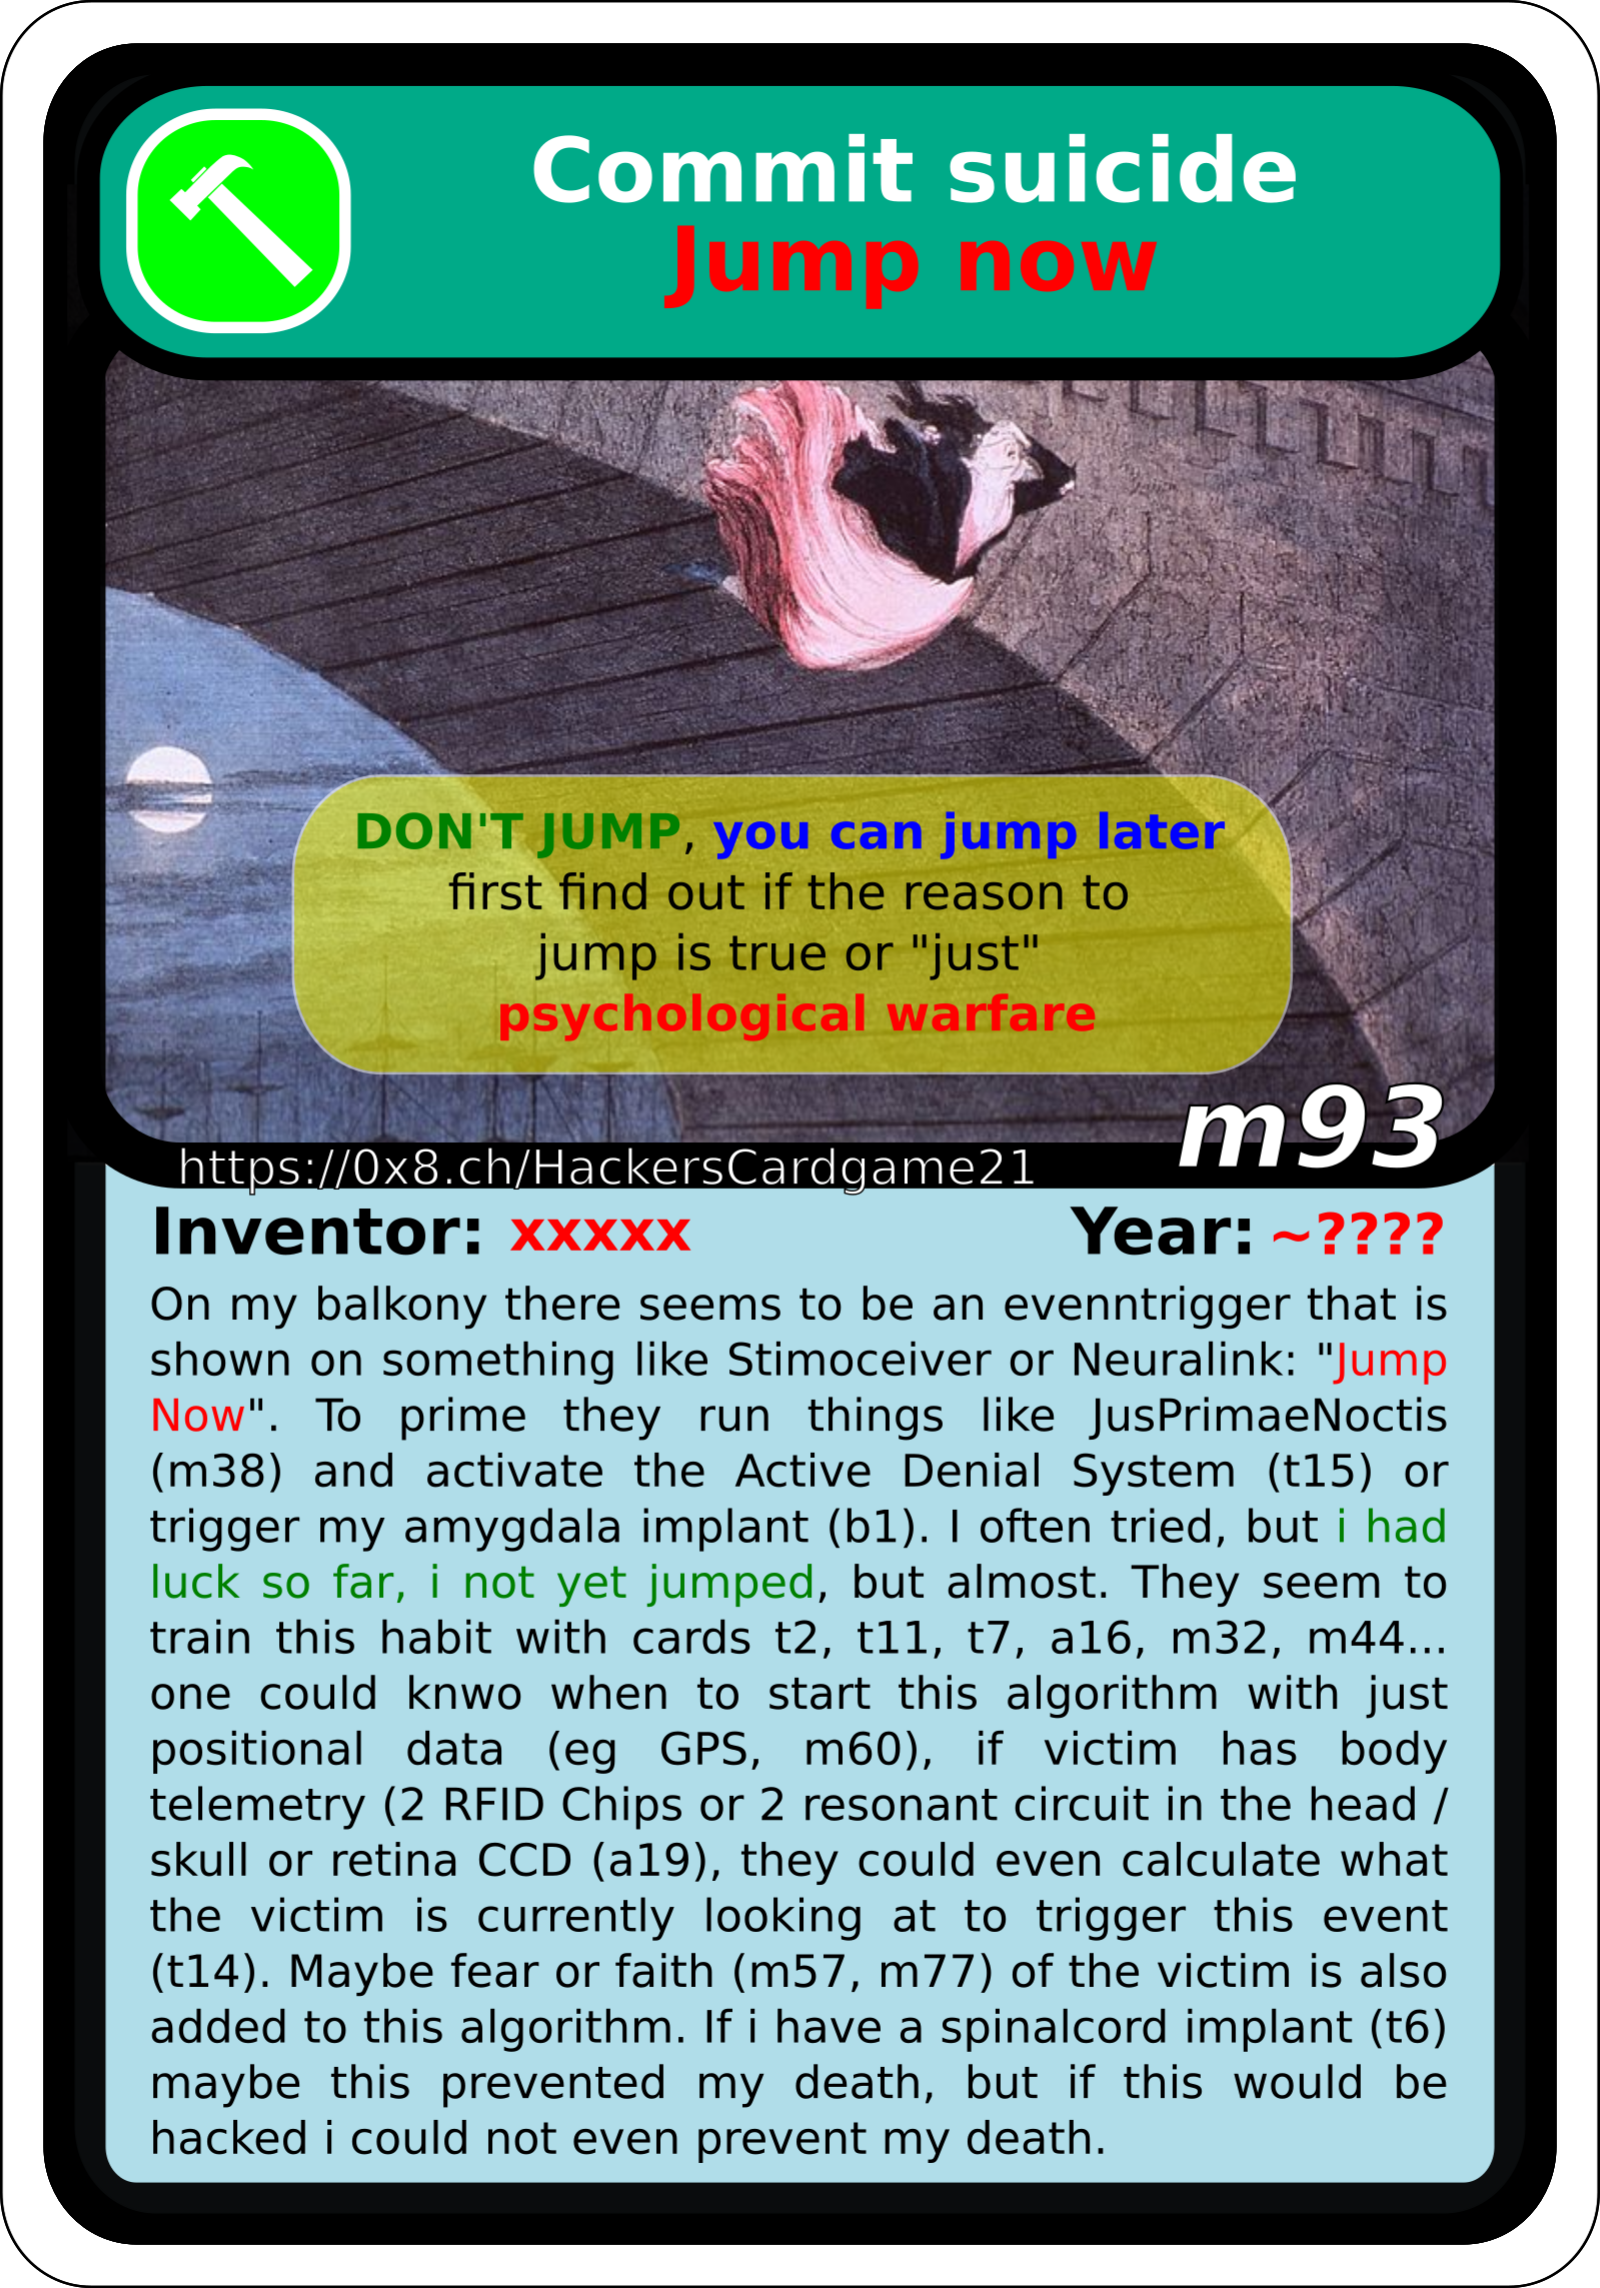 Commit suicide
Jump now
DON'T JUMP, you can jump later
first find out if the reason to
jump is true or "just"
psychological warfare
m93
https://0x8.ch/HackersCardgame21
Inventor: xxxxx Year: ~????
On my balkony there seems to be an evenntrigger that is
shown on something like Stimoceiver or Neuralink: "Jump
Now". To prime they run things like JusPrimaeNoctis
(m38) and activate the Active Denial System (t15) or
trigger my amygdala implant (b1). I often tried, but i had
luck so far, i not yet jumped, but almost. They seem to
train this habit with cards t2, t11, t7, a16, m32, m44...
one could knwo when to start this algorithm with just
positional data (eg GPS, m60), if victim has body
telemetry (2 RFID Chips or 2 resonant circuit in the head /
skull or retina CCD (a19), they could even calculate what
the victim is currently looking at to trigger this event
(t14). Maybe fear or faith (m57, m77) of the victim is also
added to this algorithm. If i have a spinalcord implant (t6)
maybe this prevented my death, but if this would be
hacked i could not even prevent my death.